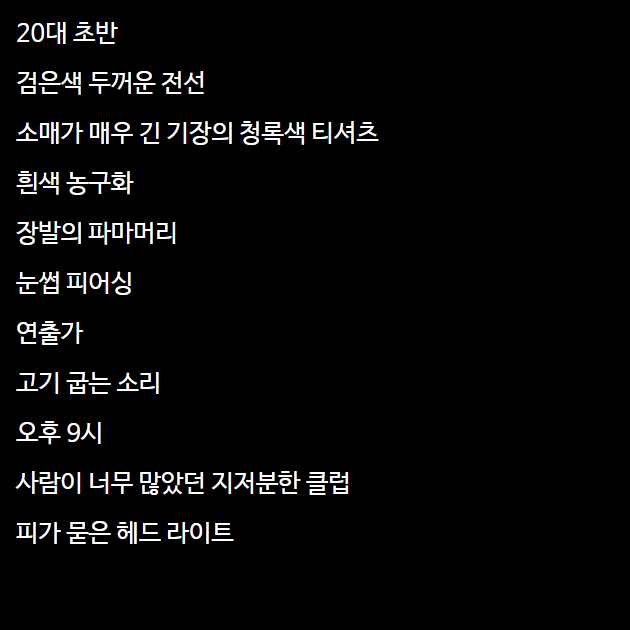 20대 초반
검은색 두꺼운 전선
소매가 매우 긴 기장의 청록색 티셔츠
흰색 농구화
장발의 파마머리
눈썹 피어싱
연출가
고기 굽는 소리
오후 9시
사람이 너무 많았던 지저분한 클럽
피가 묻은 헤드 라이트